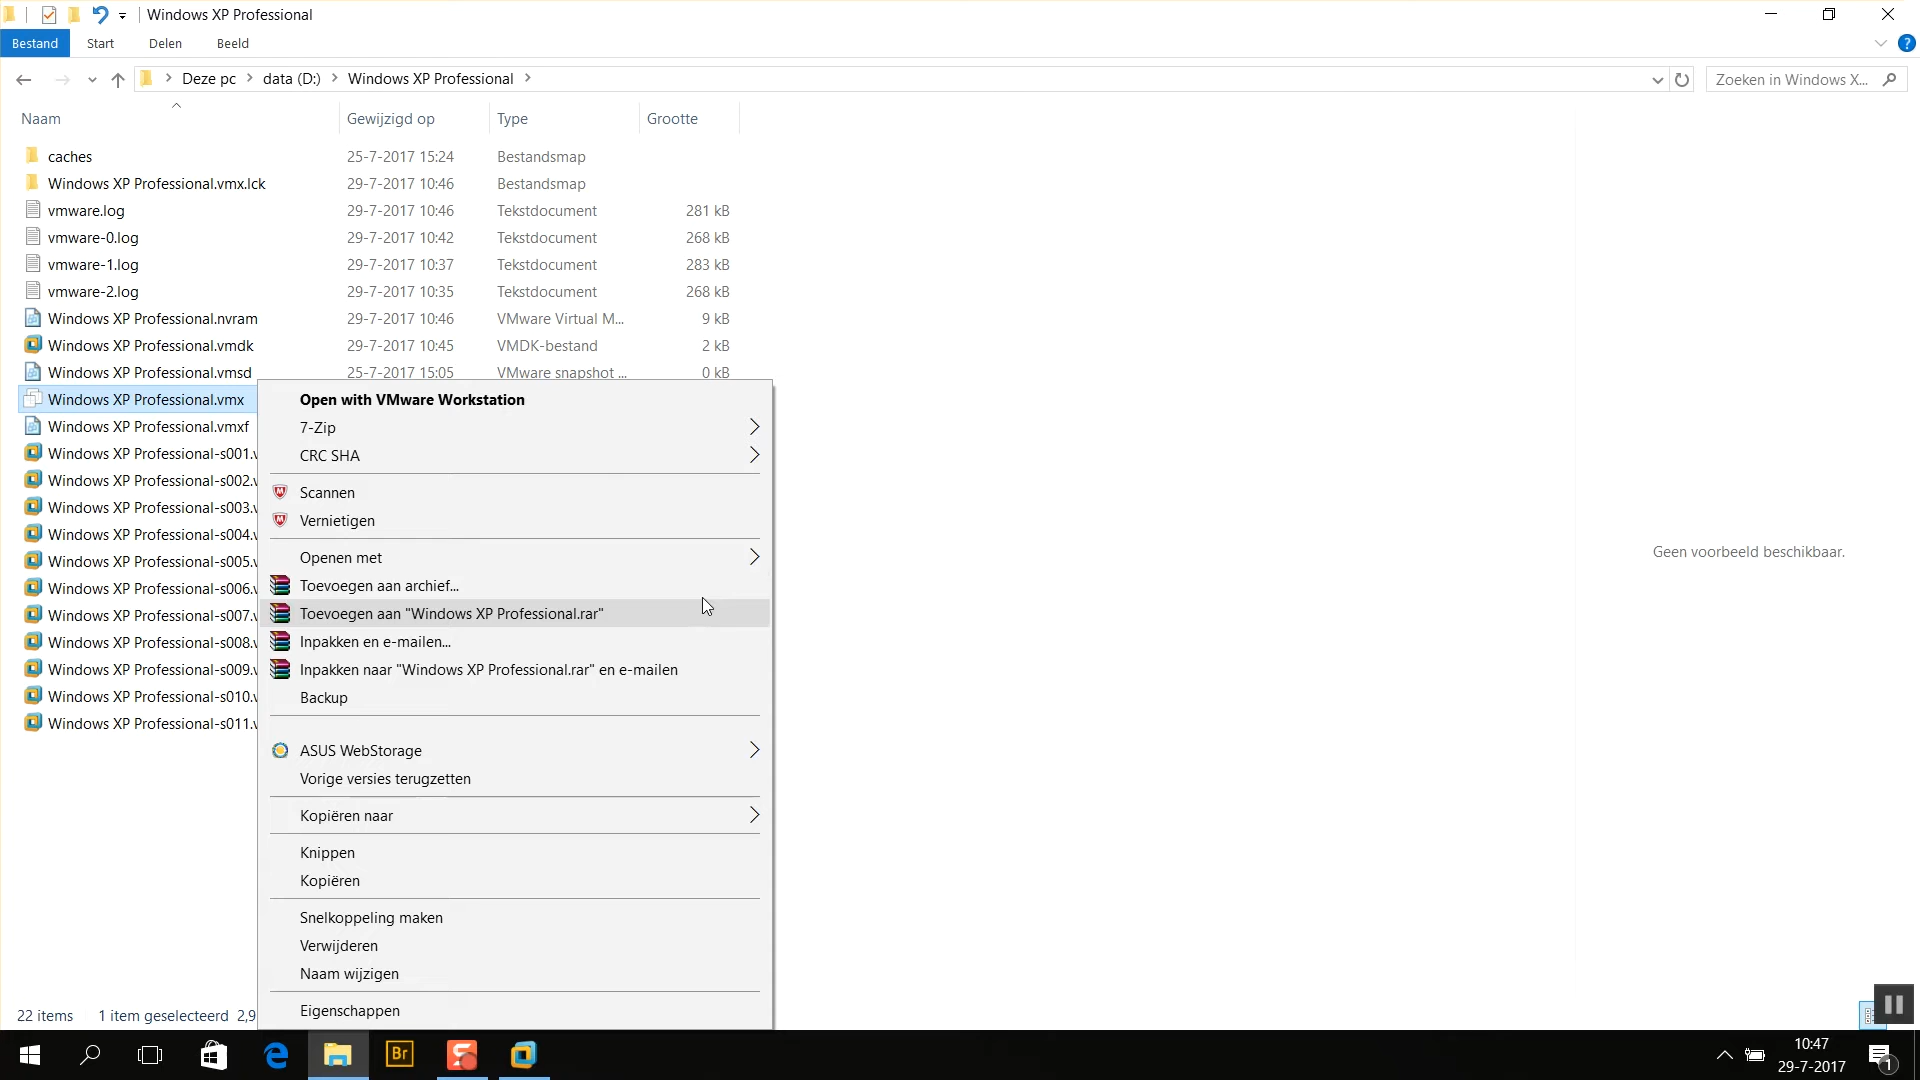 Windows XP Professional
Bestand Start Delen Beeld
Deze pc data (D:) Windows XP Professional
Zoeken in Windows X...
Naam Gewijzigd op Type Grootte
caches 25-7-2017 15:24 Bestandsmap
Windows XP Professional.vmx.lck 29-7-2017 10:46 Bestandsmap
vmware.log 29-7-2017 10:46 Tekstdocument 281 kB
vmware-0.log 29-7-2017 10:42 Tekstdocument 268 kB
vmware-1.log 29-7-2017 10:37 Tekstdocument 283 kB
vmware-2.log 29-7-2017 10:35 Tekstdocument 268 kB
Windows XP Professional.nvram 29-7-2017 10:46 VMware Virtual M... 9 kB
Windows XP Professional.vmdk 29-7-2017 10:45 VMDK-bestand 2 kB
Windows XP Professional.vmsd 25-7-2017 15:05 VMware snapshot ... 0 kB
Windows XP Professional.vmx
Windows XP Professional.vmxf
Windows XP Professional-s001.v
Windows XP Professional-s002.v
Windows XP Professional-s003.v
Windows XP Professional-s004.v
Windows XP Professional-s005.v
Windows XP Professional-s006.v
Windows XP Professional-s007.v
Windows XP Professional-s008.v
Windows XP Professional-s009.v
Windows XP Professional-s010.v
Windows XP Professional-s011.v
Open with VMware Workstation
7-Zip
CRC SHA
Scannen
Vernietigen
Openen met
Toevoegen aan archief...
Toevoegen aan "Windows XP Professional.rar"
Inpakken en e-mailen...
Inpakken naar "Windows XP Professional.rar" en e-mailen
Backup
ASUS WebStorage
Vorige versies terugzetten
Kopiëren naar
Knippen
Kopiëren
Snelkoppeling maken
Verwijderen
Naam wijzigen
Eigenschappen
Geen voorbeeld beschikbaar.
22 items 1 item geselecteerd 2,9
Br
10:47
29-7-2017
1